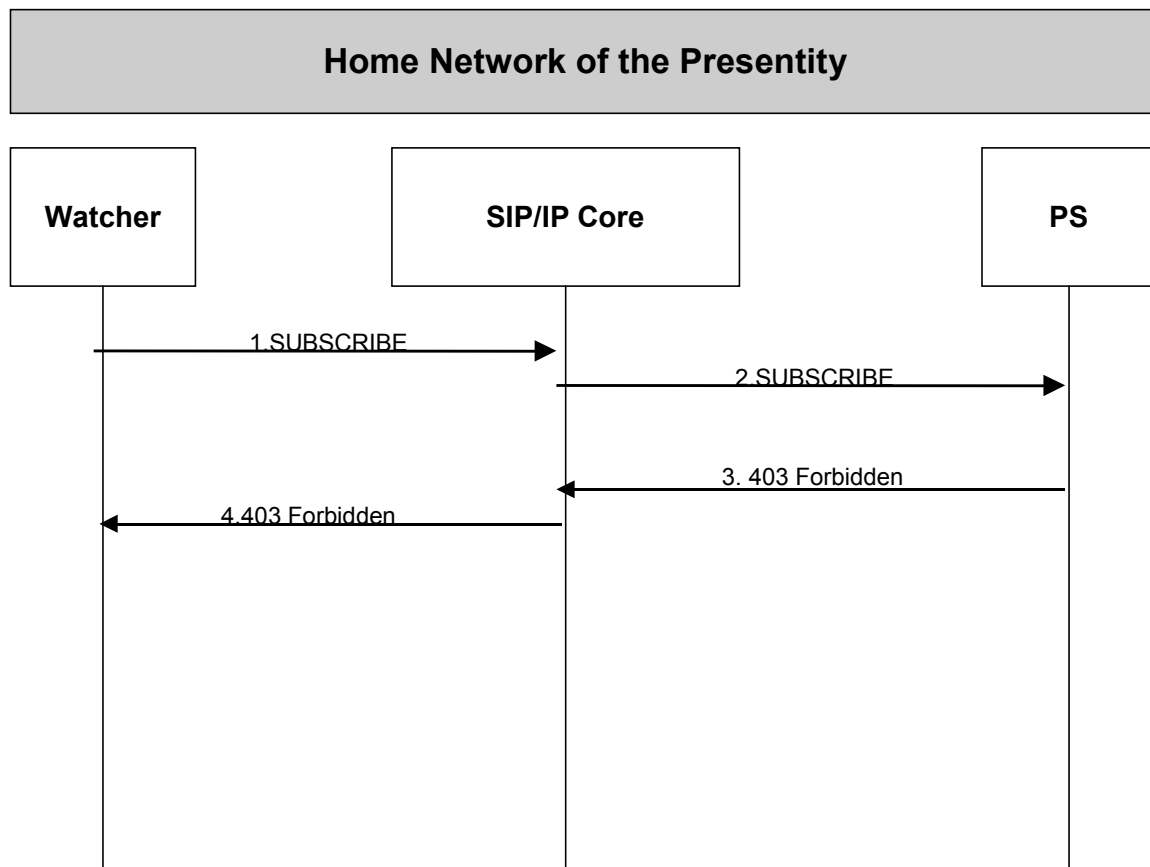 Home Network of the Presentity
Watcher
SIP/IP Core
PS
1.SUBSCRIBE
2.SUBSCRIBE
3. 403 Forbidden
4.403 Forbidden